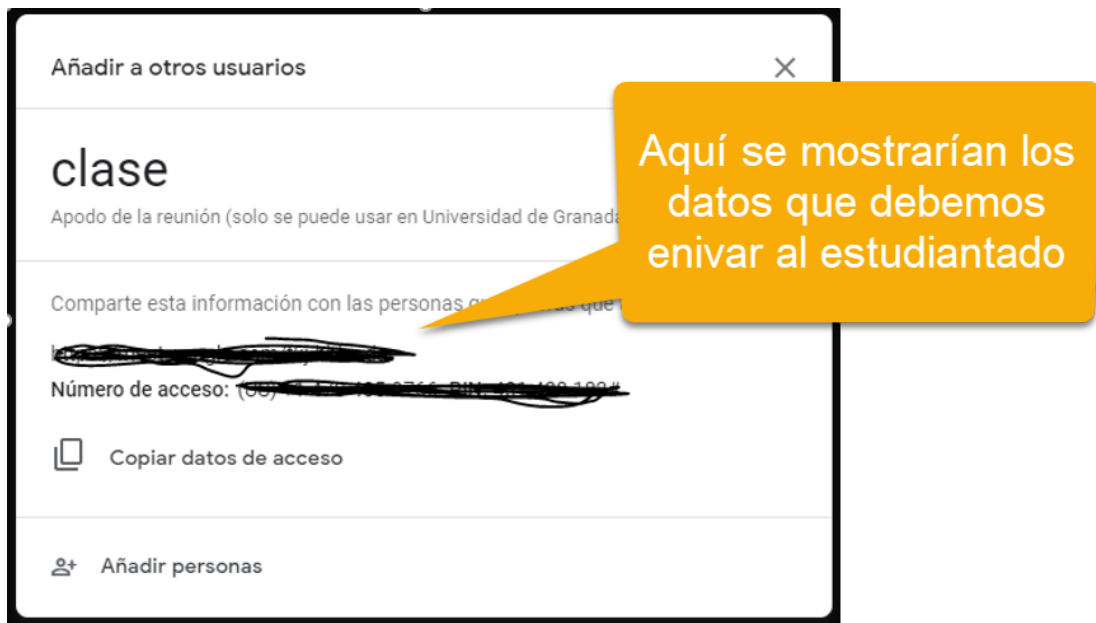 Añadir a otros usuarios
clase
Apodo de la reunión (solo se puede usar en Universidad de Granada
Aquí se mostrarían los
datos que debemos
enivar al estudiantado
Comparte esta información con las personas que
Número de acceso:
Copiar datos de acceso
Añadir personas